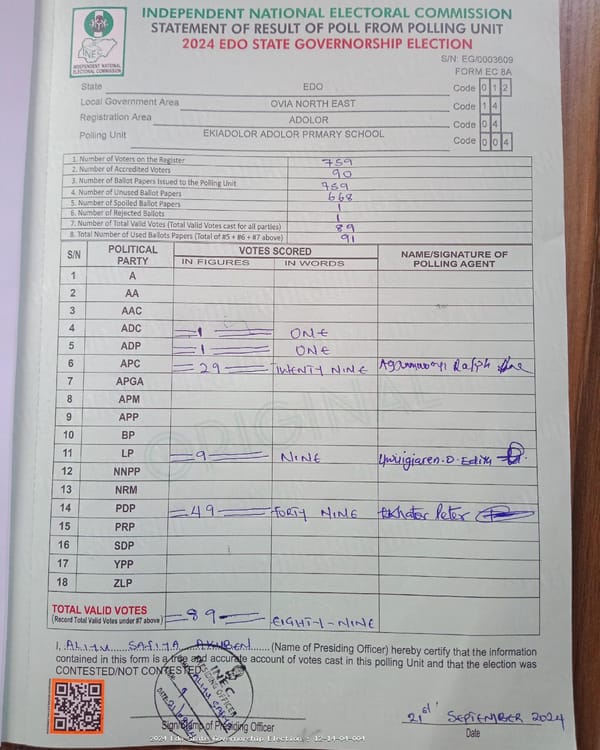 INDEPENDENT NATIONAL ELECTORAL COMMISSION
STATEMENT OF RESULT OF POLL FROM POLLING UNIT
2024 EDO STATE GOVERNORSHIP ELECTION
INEC
INDEPENDENT NATIONAL
ELECTORAL COMMISSION
S/N: EG/0003609
FORM EC 8A
State EDO Code 0 1 2
Local Government Area OVIA NORTH EAST Code 1 4
Registration Area ADOLOR Code 0 4
Polling Unit EKIADOLOR ADOLOR PRMARY SCHOOL Code 0 0 4
1. Number of Voters on the Register 759
2. Number of Accredited Voters 90
3. Number of Ballot Papers Issued to the Polling Unit 759
4. Number of Unused Ballot Papers 668
5. Number of Spoiled Ballot Papers 1
6. Number of Rejected Ballots 1
7. Number of Total Valid Votes (Total Valid Votes cast for all parties) 89
8. Total Number of Used Ballots Papers (Total of #5 + #6 + #7 above) 91
S/N POLITICAL PARTY VOTES SCORED NAME/SIGNATURE OF POLLING AGENT
IN FIGURES IN WORDS
1 A
2 AA
3 AAC
4 ADC =1= ONE
5 ADP =1= ONE
6 APC =29= TWENTY NINE Ralph
7 APGA
8 APM
9 APP
10 BP
11 LP =9= NINE D. Edith
12 NNPP
13 NRM
14 PDP =49= FORTY NINE Ekhator Peter
15 PRP
16 SDP
17 YPP
18 ZLP
ORIGINAL
TOTAL VALID VOTES =89= EIGHTY-NINE
(Record Total Valid Votes under #7 above)
I, ALIYU SAFIYA (Name of Presiding Officer) hereby certify that the information
contained in this form is a true and accurate account of votes cast in this polling Unit and that the election was
CONTESTED/NOT CONTESTED.
INEC
PRESIDING OFFICER
Sign/Stamp of Presiding Officer
21st SEPTEMBER 2024
Date
2024 Edo State Governorship Election : 12-14-04-004